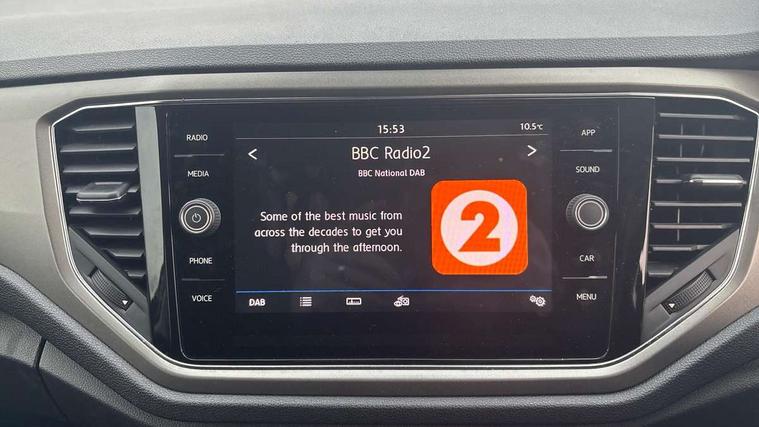 15:53
10.5°C
RADIO
MEDIA
PHONE
VOICE
<
BBC Radio2
>
BBC National DAB
Some of the best music from
across the decades to get you
through the afternoon.
2
DAB
APP
SOUND
CAR
MENU